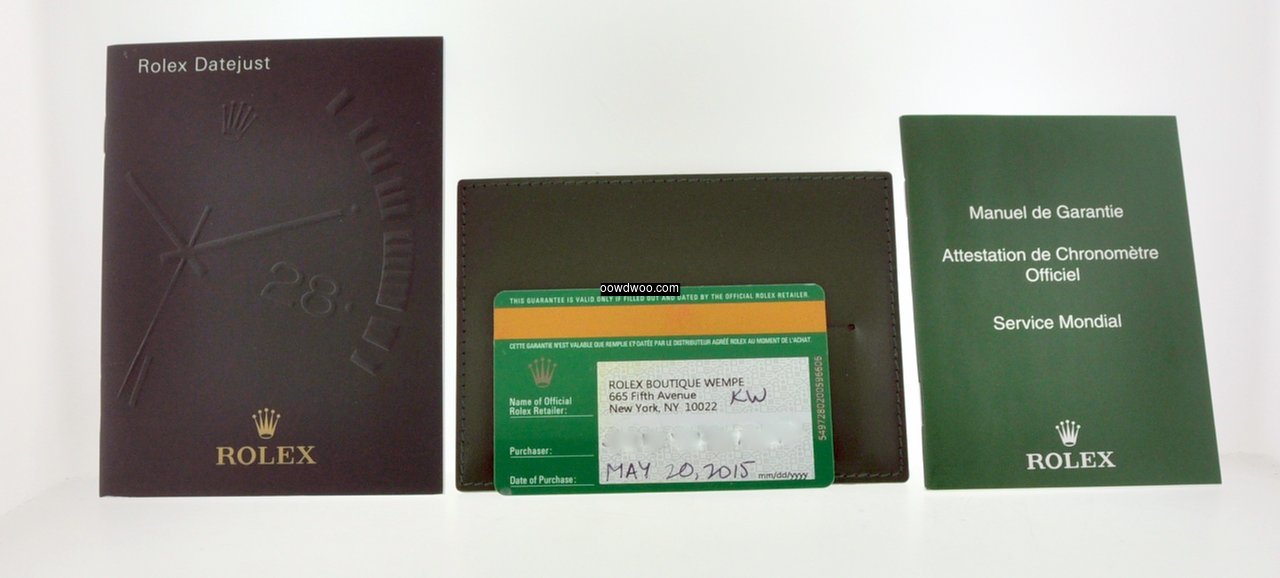 Rolex Datejust
28
ROLEX
oowdwoo.com
THIS GUARANTEE IS VALID ONLY IF FILLED OUT AND DATED BY THE OFFICIAL ROLEX RETAILER.
CETTE GARANTIE N'EST VALABLE QUE REMPLIE ET DATÉE PAR LE DISTRIBUTEUR AGRÉÉ ROLEX AU MOMENT DE L'ACHAT.
Name of Official
Rolex Retailer:
ROLEX BOUTIQUE WEMPE
665 Fifth Avenue
New York, NY 10022
KW
Purchaser:
Date of Purchase:
MAY 20, 2015
mm/dd/yyyy
5497280200596606
Manuel de Garantie
Attestation de Chronomètre
Officiel
Service Mondial
ROLEX